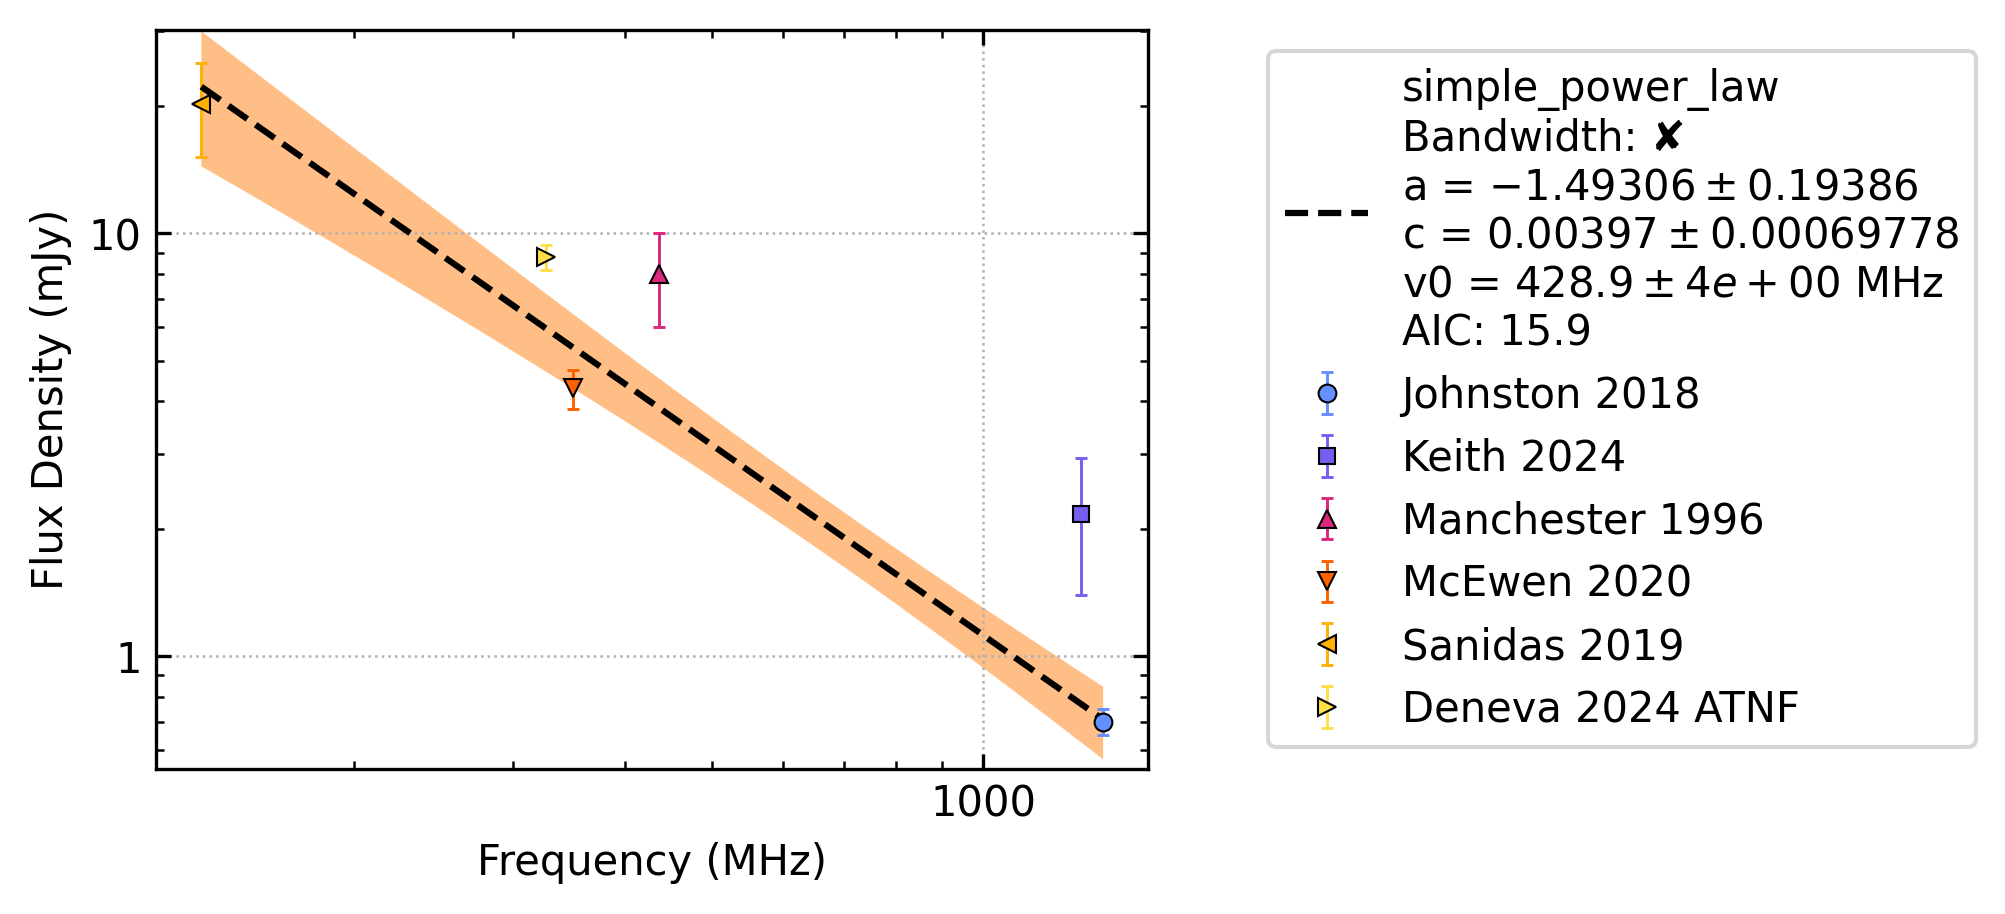 Flux Density (mJy)
10
1
1000
Frequency (MHz)
simple_power_law
Bandwidth: ✘
a = −1.49306 ± 0.19386
c = 0.00397 ± 0.00069778
v0 = 428.9 ± 4e + 00 MHz
AIC: 15.9
Johnston 2018
Keith 2024
Manchester 1996
McEwen 2020
Sanidas 2019
Deneva 2024 ATNF